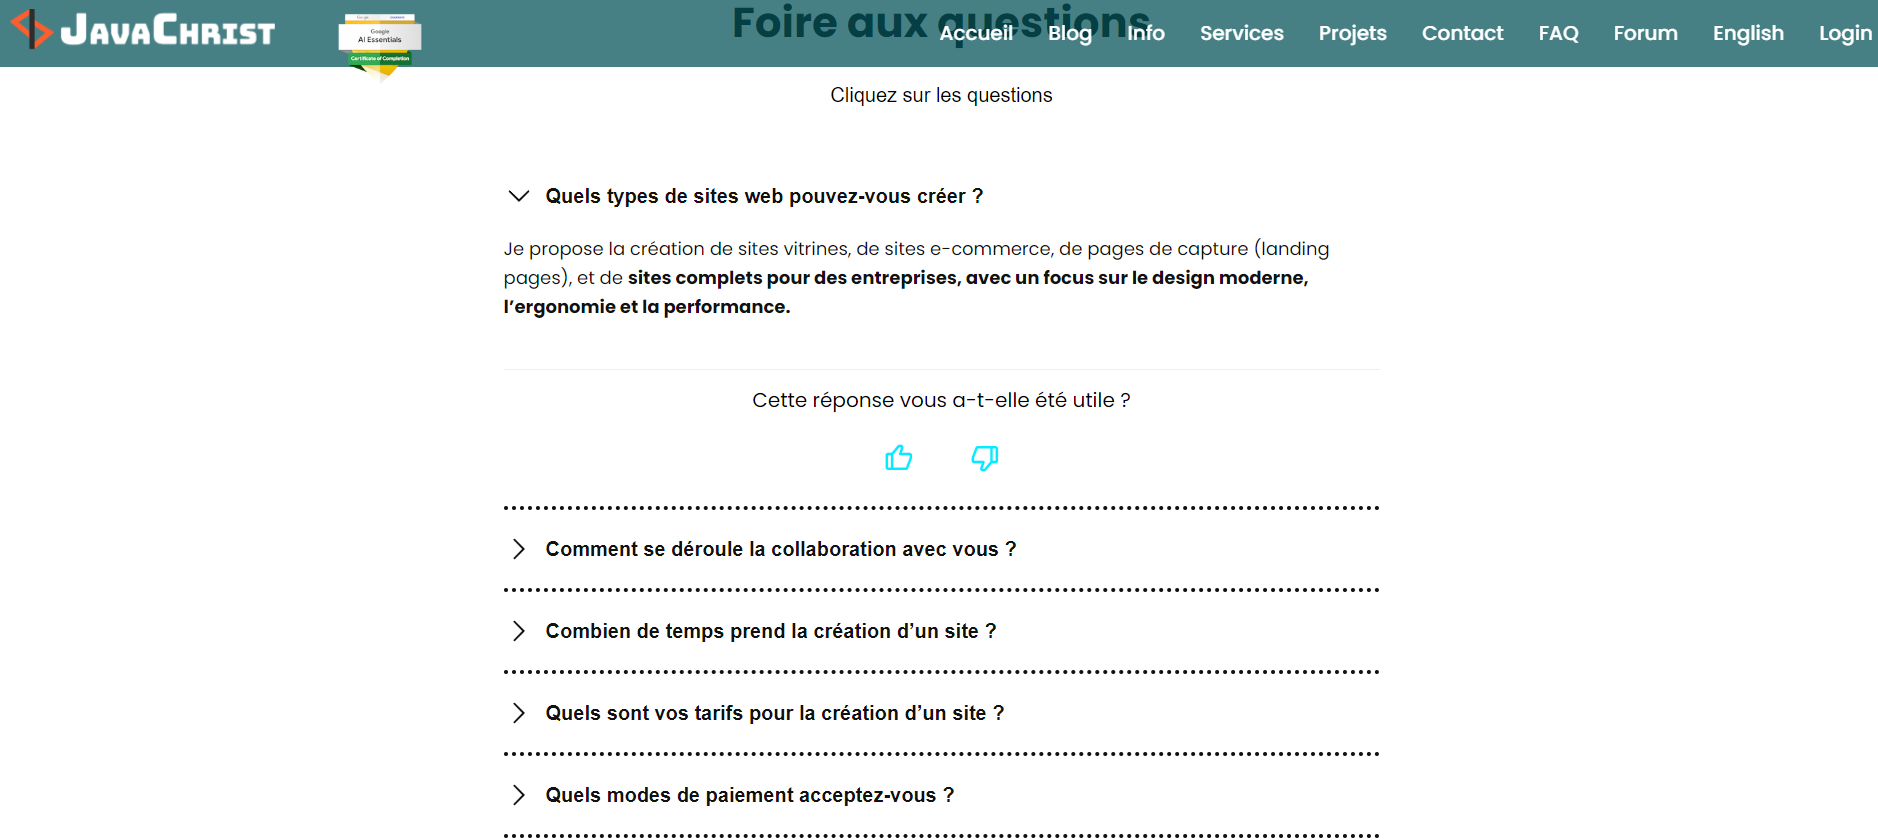 JavaChrist
Google
AI Essentials
Certificate of Completion
Foire aux questions
Accueil Blog Info Services Projets Contact FAQ Forum English Login
Cliquez sur les questions
Quels types de sites web pouvez-vous créer ?
Je propose la création de sites vitrines, de sites e-commerce, de pages de capture (landing
pages), et de sites complets pour des entreprises, avec un focus sur le design moderne,
l’ergonomie et la performance.
Cette réponse vous a-t-elle été utile ?
Comment se déroule la collaboration avec vous ?
Combien de temps prend la création d’un site ?
Quels sont vos tarifs pour la création d’un site ?
Quels modes de paiement acceptez-vous ?